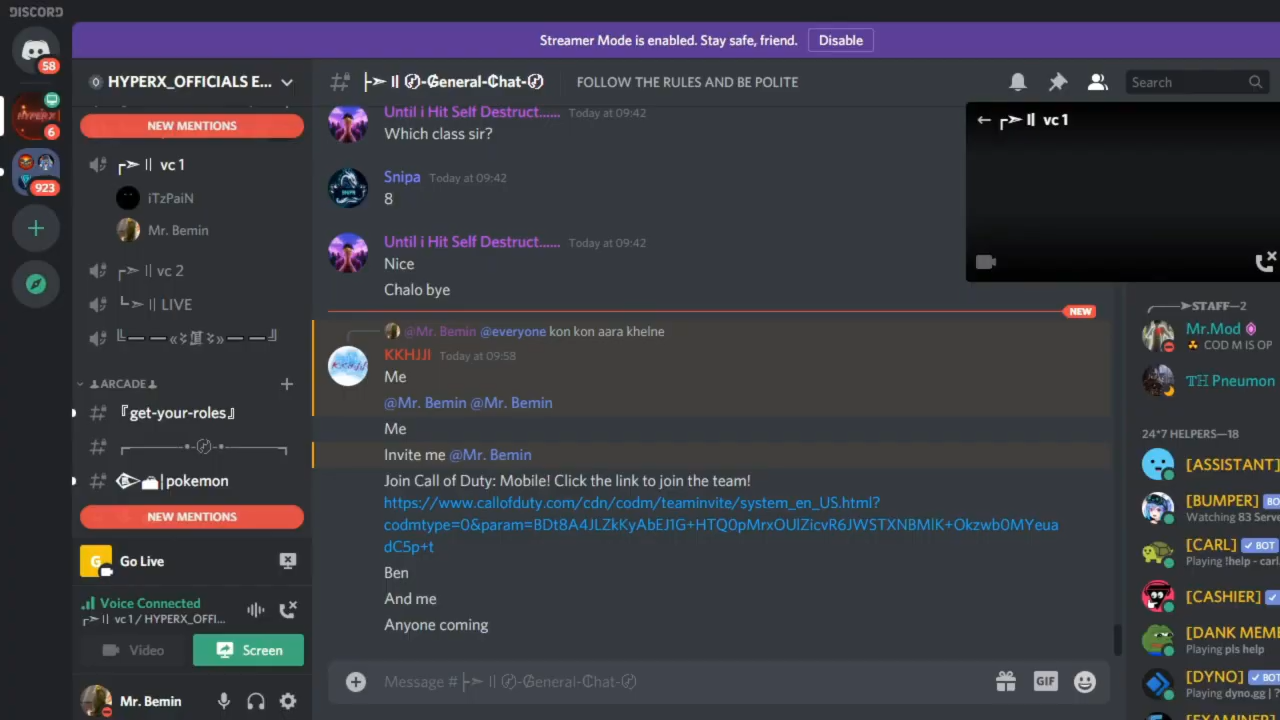 DISCORD
Streamer Mode is enabled. Stay safe, friend.
Disable
58
6
923
HYPERX_OFFICIALS E...
NEW MENTIONS
vc 1
iTzPaiN
Mr. Bemin
vc 2
LIVE
ARCADE
『get-your-roles』
pokemon
NEW MENTIONS
Go Live
Voice Connected
vc 1 / HYPERX_OFFI...
Video
Screen
Mr. Bemin
General-Chat
FOLLOW THE RULES AND BE POLITE
Search
Until i Hit Self Destruct...... Today at 09:42
Which class sir?
Snipa Today at 09:42
8
Until i Hit Self Destruct...... Today at 09:42
Nice
Chalo bye
NEW
@Mr. Bemin @everyone kon kon aara khelne
KKHJJI Today at 09:58
Me
@Mr. Bemin @Mr. Bemin
Me
Invite me @Mr. Bemin
Join Call of Duty: Mobile! Click the link to join the team!
https://www.callofduty.com/cdn/codm/teaminvite/system_en_US.html?
codmtype=0&param=BDt8A4JLZkKyAbEJ1G+HTQ0pMrxOUlZicvR6JWSTXNBMlK+Okzwb0MYeua
dC5p+t
Ben
And me
Anyone coming
Message # General-Chat
GIF
vc 1
STAFF—2
Mr.Mod
COD M IS OP
TH Pneumon
24*7 HELPERS—18
[ASSISTANT]
[BUMPER] BO
Watching 83 Serve
[CARL] ✓ BOT
Playing !help - carl.
[CASHIER] ✓
[DANK MEME
Playing pls help
[DYNO] ✓ BOT
Playing dyno.gg | ?